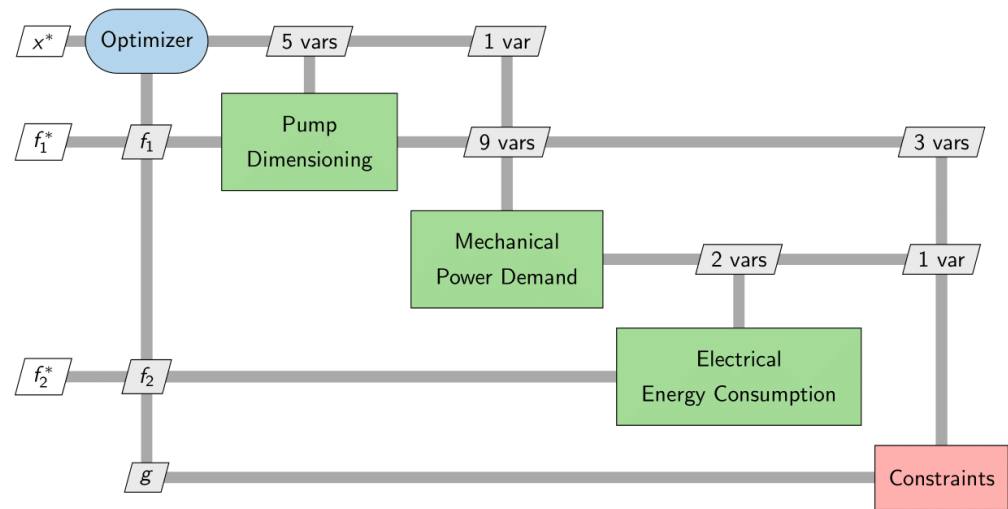 x* Optimizer 5 vars 1 var
f₁* f₁ Pump
Dimensioning 9 vars 3 vars
Mechanical
Power Demand 2 vars 1 var
f₂* f₂ Electrical
Energy Consumption
g Constraints